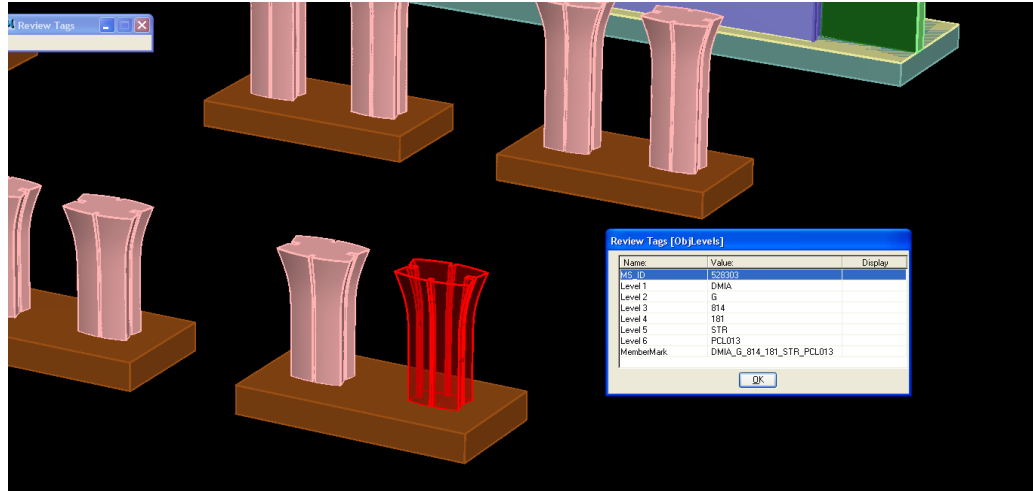 Review Tags
Review Tags [ObjLevels]
Name: Value: Display
MS_ID 528303
Level 1 DMIA
Level 2 G
Level 3 814
Level 4 181
Level 5 STR
Level 6 PCL013
MemberMark DMIA_G_814_181_STR_PCL013
OK